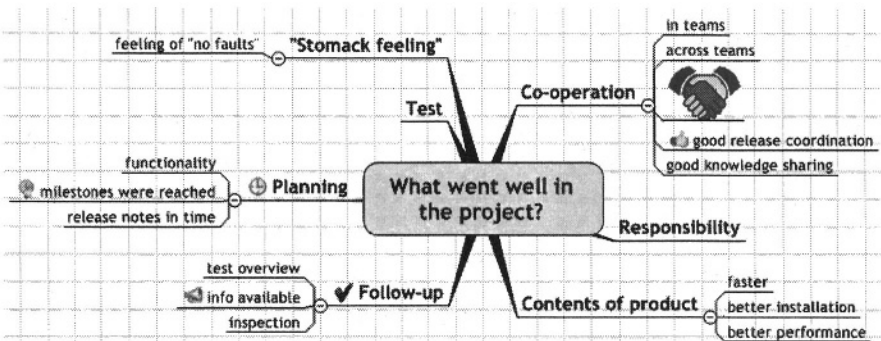 feeling of "no faults"
"Stomack feeling"
Test
functionality
milestones were reached
release notes in time
Planning
test overview
info available
inspection
Follow-up
What went well in
the project?
in teams
across teams
Co-operation
good release coordination
good knowledge sharing
Responsibility
Contents of product
faster
better installation
better performance